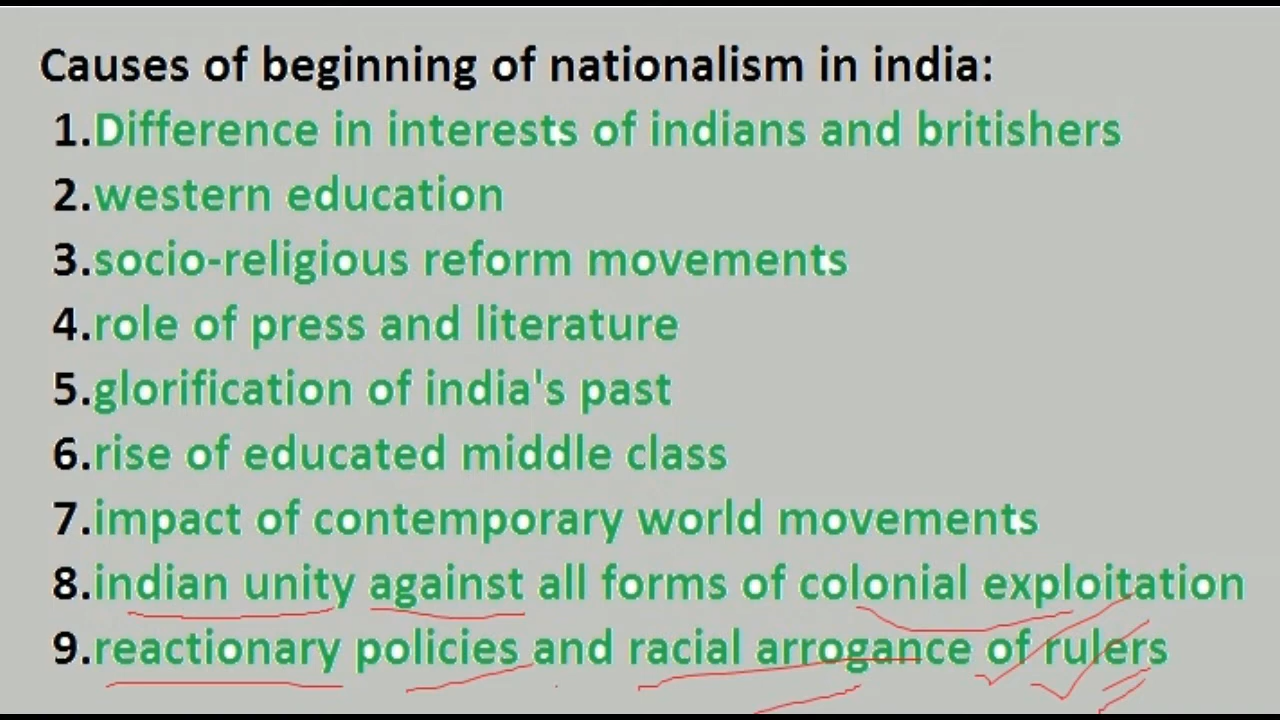 Causes of beginning of nationalism in india:
1.Difference in interests of indians and britishers
2.western education
3.socio-religious reform movements
4.role of press and literature
5.glorification of india's past
6.rise of educated middle class
7.impact of contemporary world movements
8.indian unity against all forms of colonial exploitation
9.reactionary policies and racial arrogance of rulers